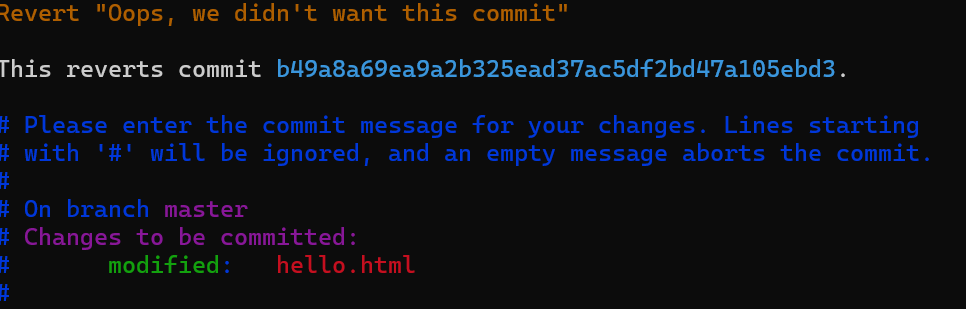 Revert "Oops, we didn't want this commit"
This reverts commit b49a8a69ea9a2b325ead37ac5df2bd47a105ebd3.
# Please enter the commit message for your changes. Lines starting
# with '#' will be ignored, and an empty message aborts the commit.
#
# On branch master
# Changes to be committed:
#       modified:   hello.html
#